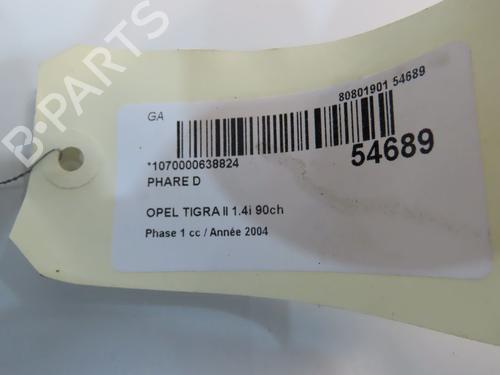 B-PARTS
GA
80801901 54689
*1070000638824
54689
PHARE D
OPEL TIGRA II 1.4i 90ch
Phase 1 cc / Année 2004